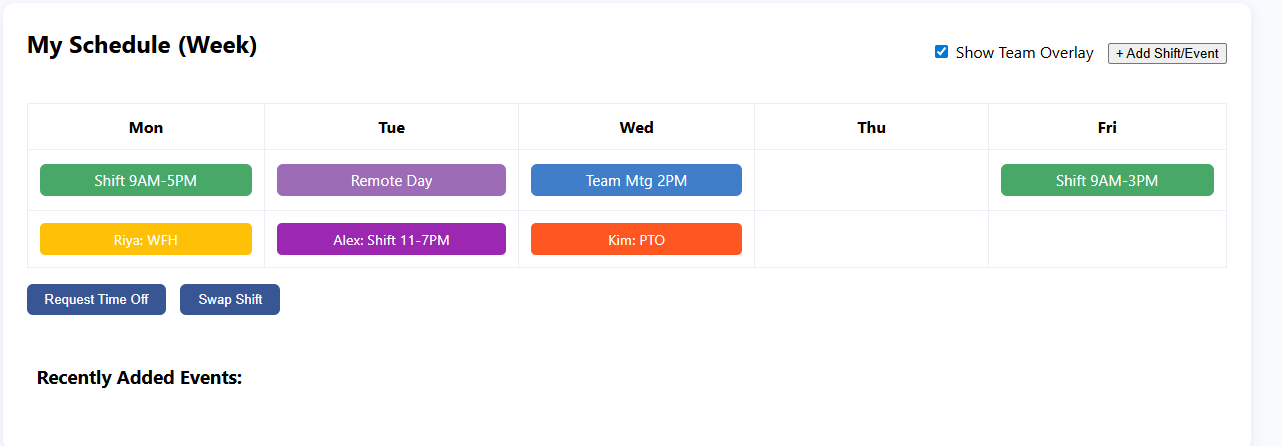 My Schedule (Week)
Show Team Overlay + Add Shift/Event
Mon Tue Wed Thu Fri
Shift 9AM-5PM Remote Day Team Mtg 2PM Shift 9AM-3PM
Riya: WFH Alex: Shift 11-7PM Kim: PTO
Request Time Off Swap Shift
Recently Added Events: